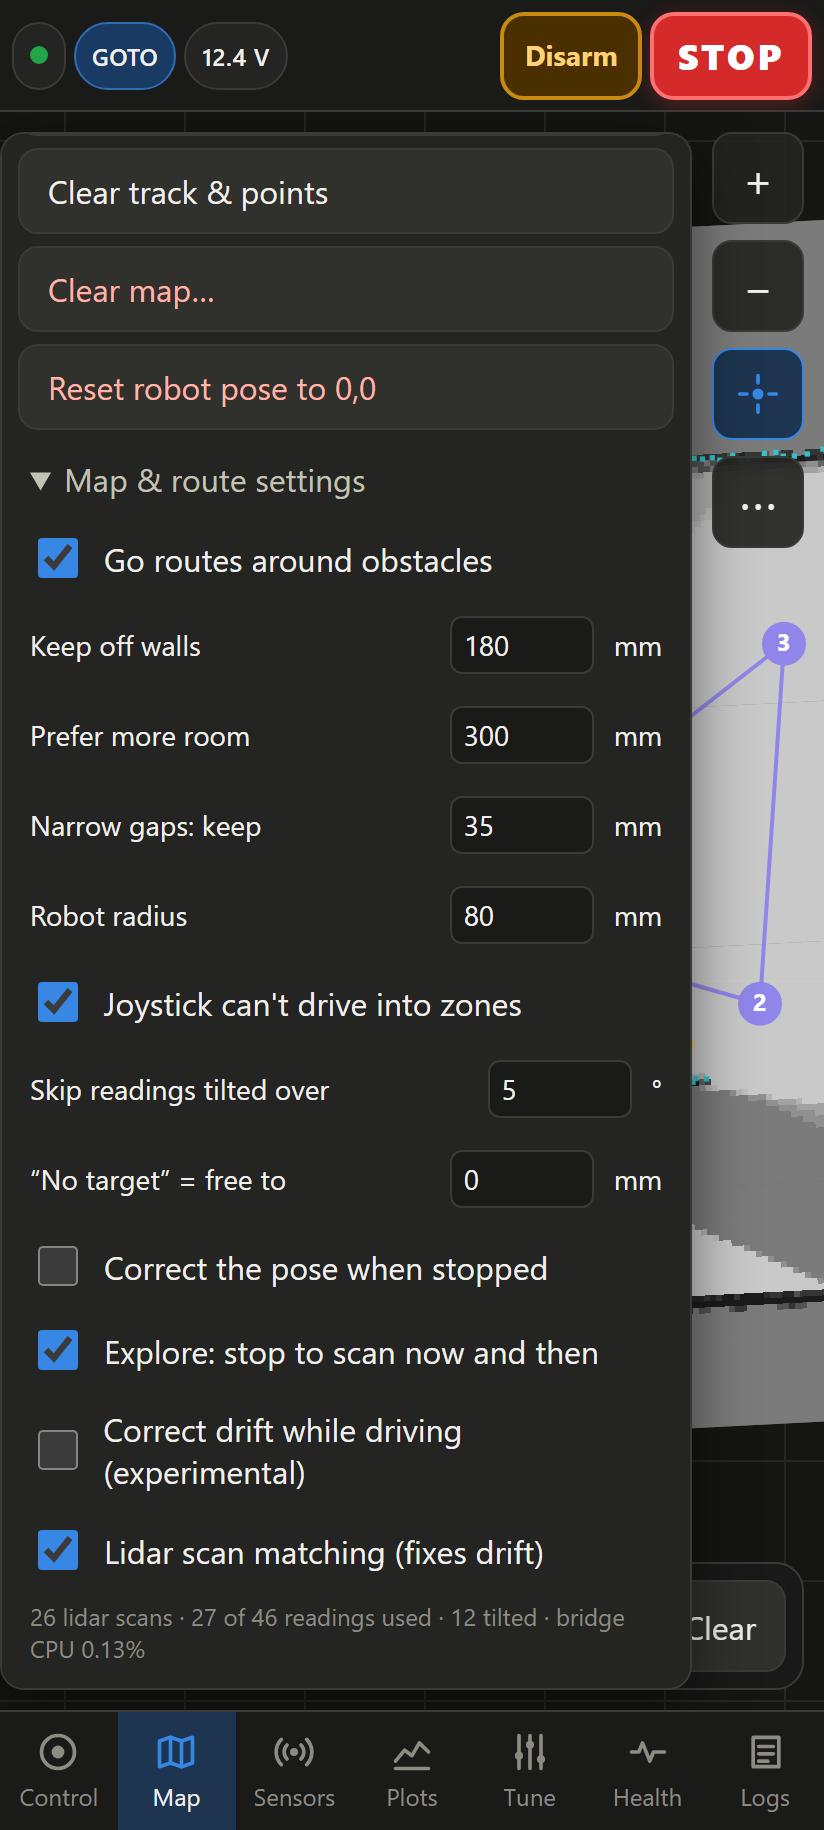 GOTO
12.4 V
Disarm
STOP
Clear track & points
Clear map...
Reset robot pose to 0,0
▼ Map & route settings
Go routes around obstacles
Keep off walls 180 mm
Prefer more room 300 mm
Narrow gaps: keep 35 mm
Robot radius 80 mm
Joystick can't drive into zones
Skip readings tilted over 5 °
“No target” = free to 0 mm
Correct the pose when stopped
Explore: stop to scan now and then
Correct drift while driving
(experimental)
Lidar scan matching (fixes drift)
26 lidar scans · 27 of 46 readings used · 12 tilted · bridge
CPU 0.13%
+
−
...
3
2
Clear
Control
Map
Sensors
Plots
Tune
Health
Logs